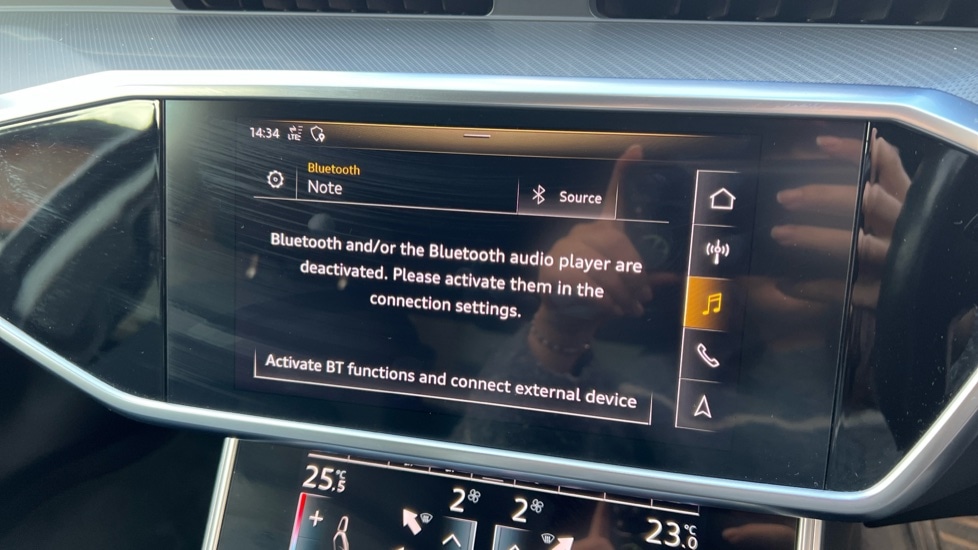 14:34 LTE
Bluetooth
Note
Source
Bluetooth and/or the Bluetooth audio player are
deactivated. Please activate them in the
connection settings.
Activate BT functions and connect external device
25.5 °C
2
2
23.0 °C
+